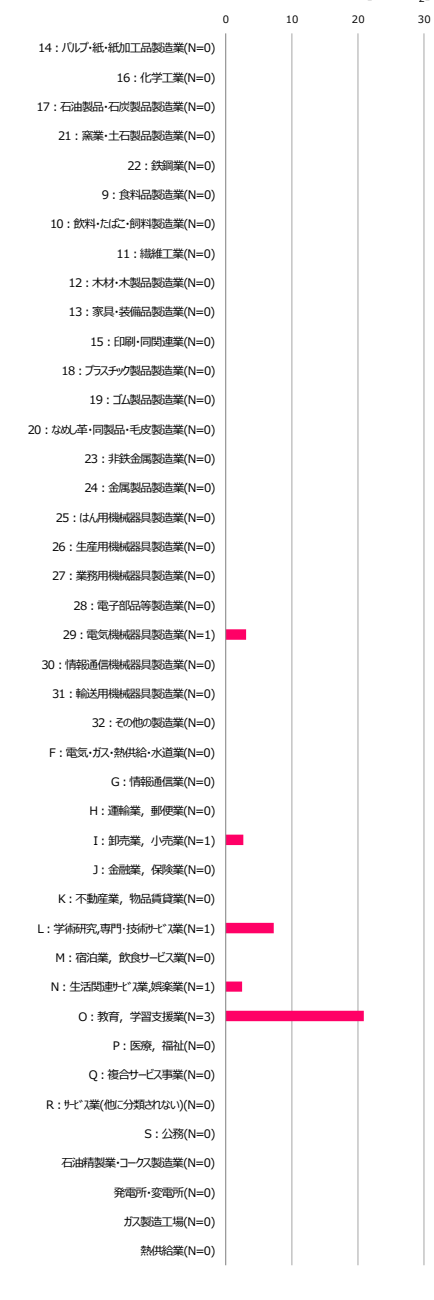 0 10 20 30
14：パルプ・紙・紙加工品製造業(N=0)
16：化学工業(N=0)
17：石油製品・石炭製品製造業(N=0)
21：窯業・土石製品製造業(N=0)
22：鉄鋼業(N=0)
9：食料品製造業(N=0)
10：飲料・たばこ・飼料製造業(N=0)
11：繊維工業(N=0)
12：木材・木製品製造業(N=0)
13：家具・装備品製造業(N=0)
15：印刷・同関連業(N=0)
18：プラスチック製品製造業(N=0)
19：ゴム製品製造業(N=0)
20：なめし革・同製品・毛皮製造業(N=0)
23：非鉄金属製造業(N=0)
24：金属製品製造業(N=0)
25：はん用機械器具製造業(N=0)
26：生産用機械器具製造業(N=0)
27：業務用機械器具製造業(N=0)
28：電子部品等製造業(N=0)
29：電気機械器具製造業(N=1)
30：情報通信機械器具製造業(N=0)
31：輸送用機械器具製造業(N=0)
32：その他の製造業(N=0)
F：電気・ガス・熱供給・水道業(N=0)
G：情報通信業(N=0)
H：運輸業，郵便業(N=0)
I：卸売業，小売業(N=1)
J：金融業，保険業(N=0)
K：不動産業，物品賃貸業(N=0)
L：学術研究,専門・技術ｻｰﾋﾞｽ業(N=1)
M：宿泊業，飲食サービス業(N=0)
N：生活関連ｻｰﾋﾞｽ業,娯楽業(N=1)
O：教育，学習支援業(N=3)
P：医療，福祉(N=0)
Q：複合サービス事業(N=0)
R：ｻｰﾋﾞｽ業(他に分類されない)(N=0)
S：公務(N=0)
石油精製業・コークス製造業(N=0)
発電所・変電所(N=0)
ガス製造工場(N=0)
熱供給業(N=0)